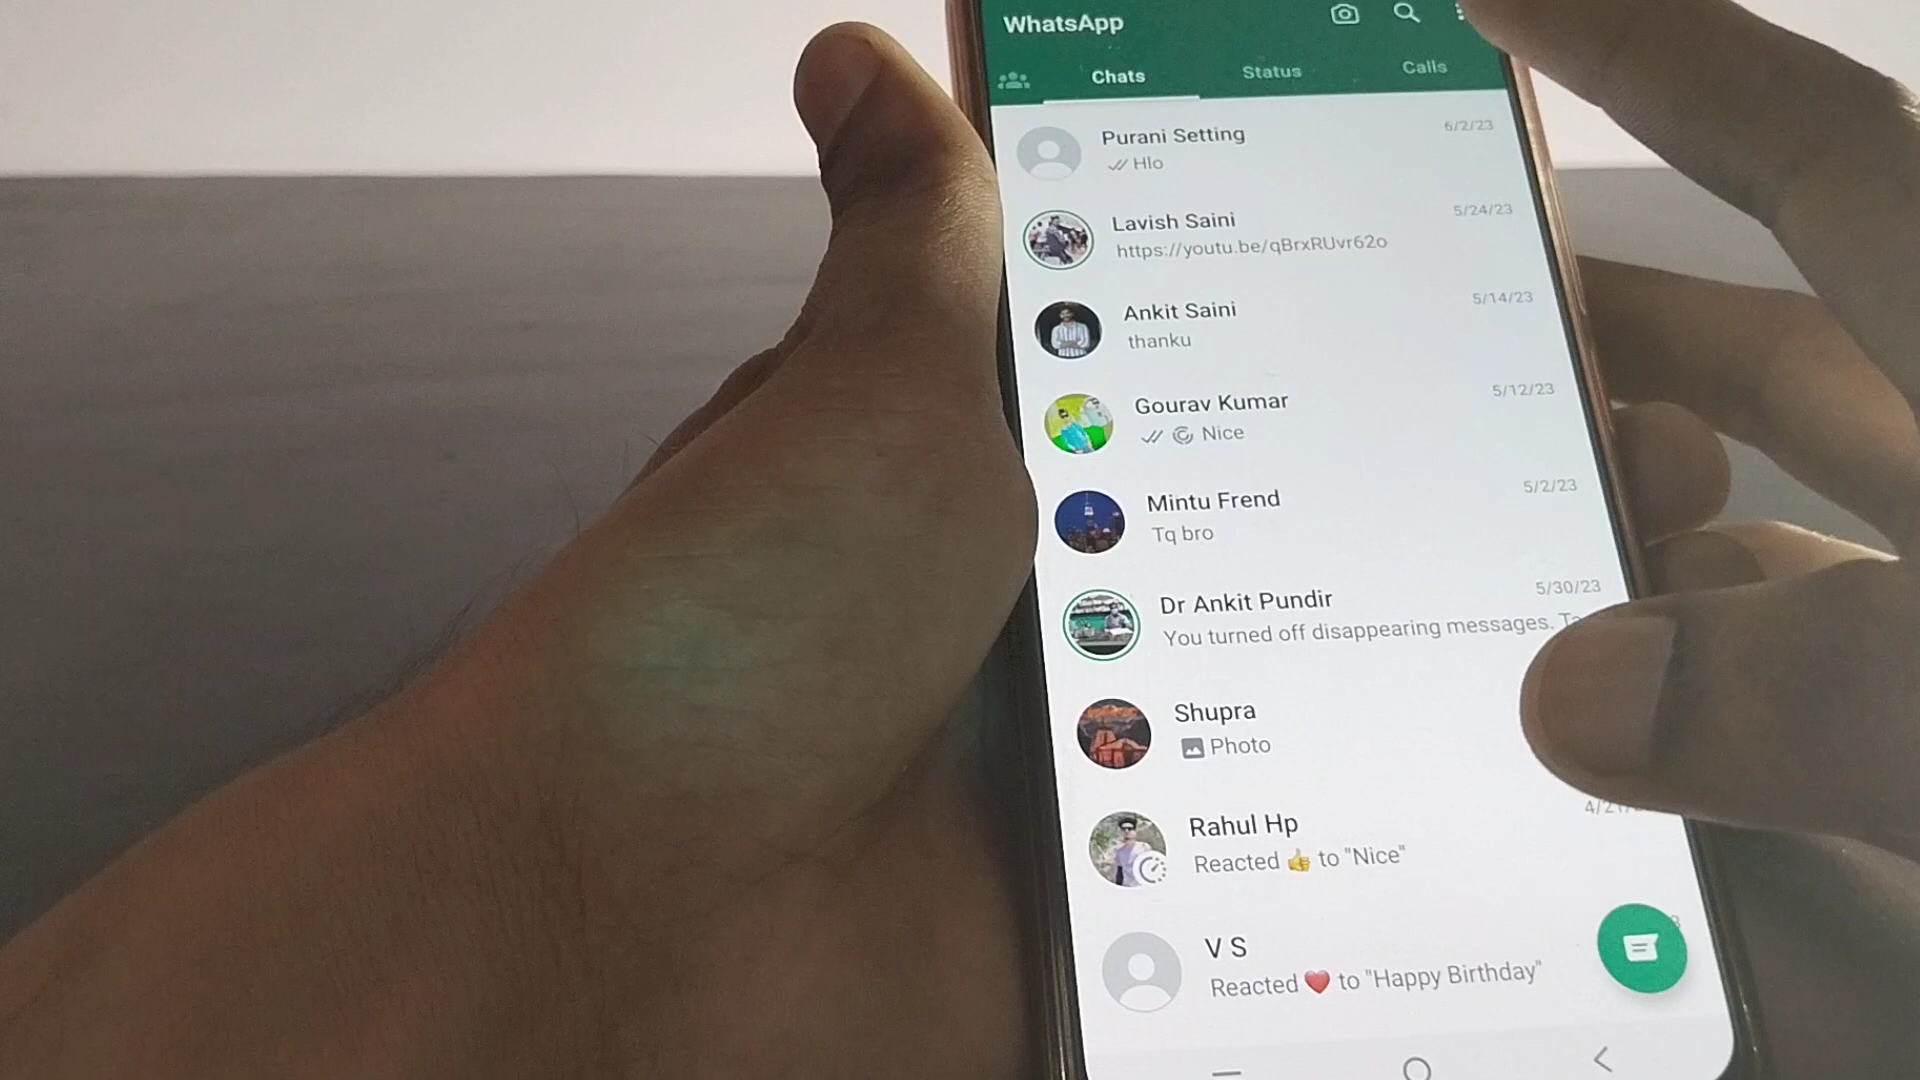 WhatsApp
Chats
Status
Calls
Purani Setting
6/2/23
Hlo
Lavish Saini
5/24/23
https://youtu.be/qBrxRUvr62o
Ankit Saini
5/14/23
thanku
Gourav Kumar
5/12/23
Nice
Mintu Frend
5/2/23
Tq bro
Dr Ankit Pundir
5/30/23
You turned off disappearing messages.
Shupra
Photo
Rahul Hp
Reacted 👍 to "Nice"
V S
Reacted ❤️ to "Happy Birthday"